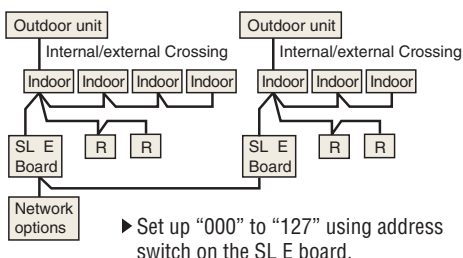 Outdoor unit
Outdoor unit
Internal/external Crossing
Internal/external Crossing
Indoor Indoor Indoor Indoor
Indoor Indoor Indoor
SL E
Board
R R
SL E
Board
R R
Network
options
▶ Set up “000” to “127” using address
switch on the SL E board.